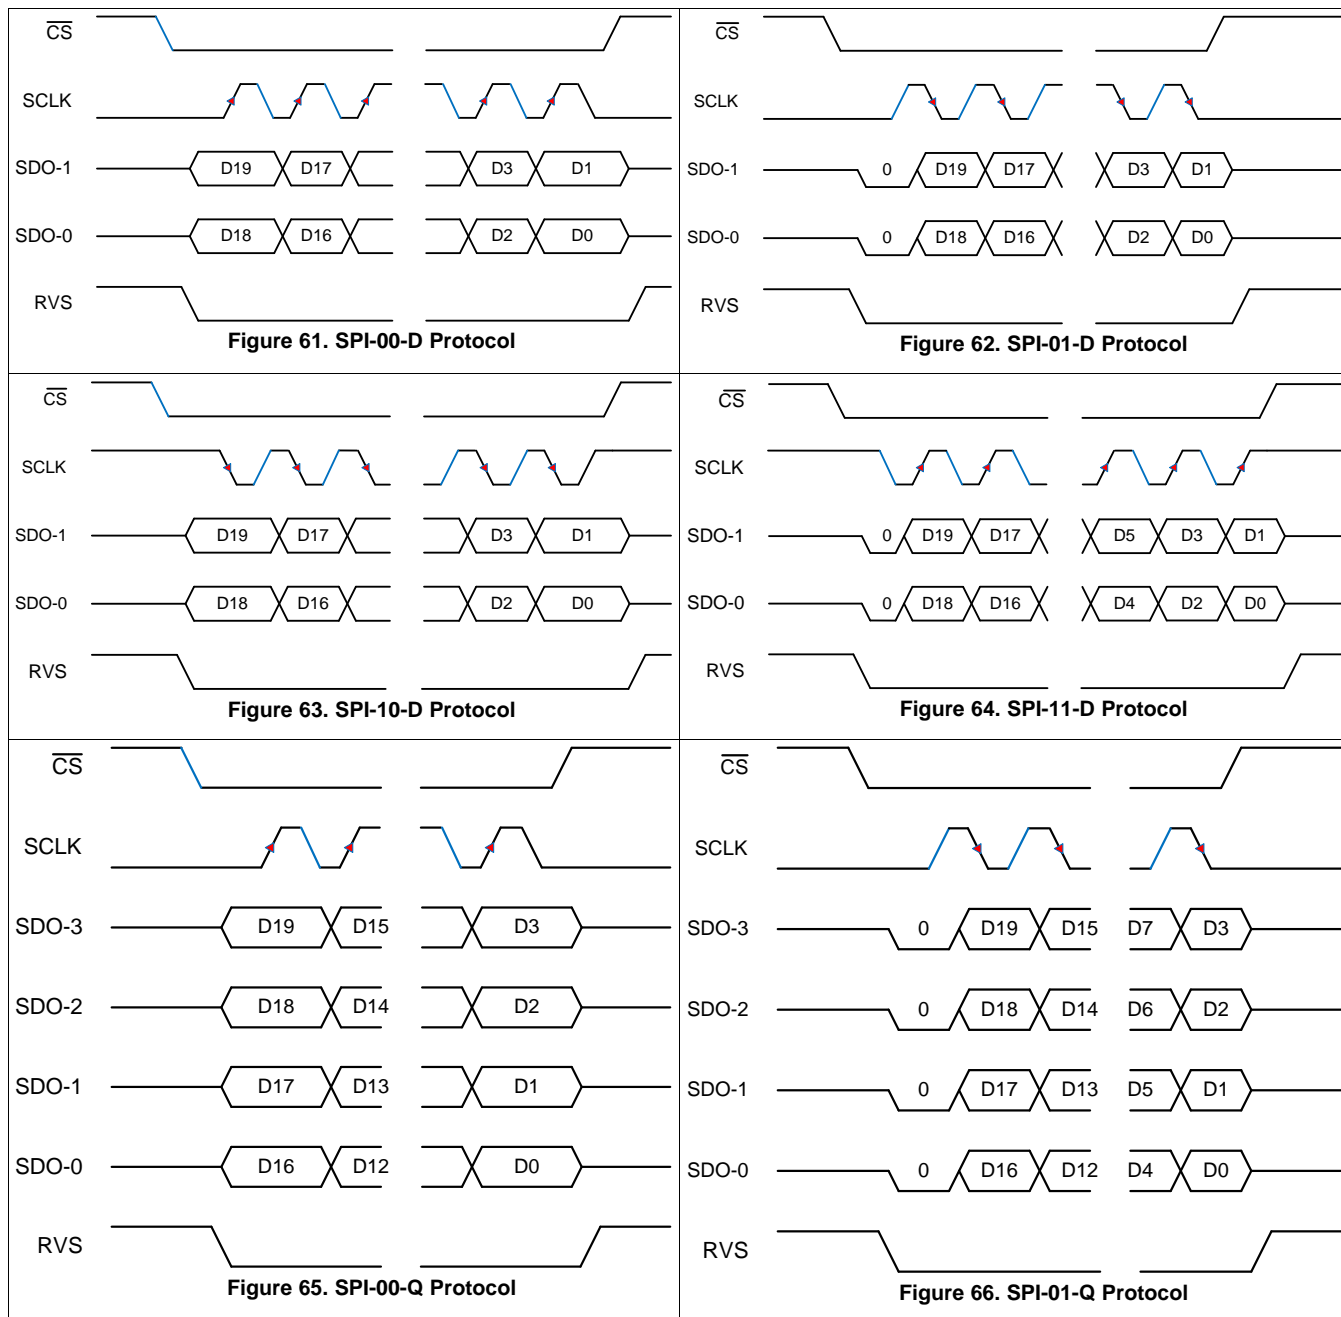 CS
SCLK
SDO-1 D19 D17 D3 D1
SDO-0 D18 D16 D2 D0
RVS
Figure 61. SPI-00-D Protocol
CS
SCLK
SDO-1 0 D19 D17 D3 D1
SDO-0 0 D18 D16 D2 D0
RVS
Figure 62. SPI-01-D Protocol
CS
SCLK
SDO-1 D19 D17 D3 D1
SDO-0 D18 D16 D2 D0
RVS
Figure 63. SPI-10-D Protocol
CS
SCLK
SDO-1 0 D19 D17 D5 D3 D1
SDO-0 0 D18 D16 D4 D2 D0
RVS
Figure 64. SPI-11-D Protocol
CS
SCLK
SDO-3 D19 D15 D3
SDO-2 D18 D14 D2
SDO-1 D17 D13 D1
SDO-0 D16 D12 D0
RVS
Figure 65. SPI-00-Q Protocol
CS
SCLK
SDO-3 0 D19 D15 D7 D3
SDO-2 0 D18 D14 D6 D2
SDO-1 0 D17 D13 D5 D1
SDO-0 0 D16 D12 D4 D0
RVS
Figure 66. SPI-01-Q Protocol